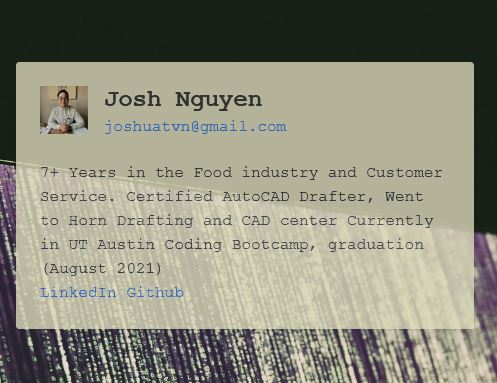 Josh Nguyen
joshuatvn@gmail.com
7+ Years in the Food industry and Customer
Service. Certified AutoCAD Drafter, Went
to Horn Drafting and CAD center Currently
in UT Austin Coding Bootcamp, graduation
(August 2021)
LinkedIn Github